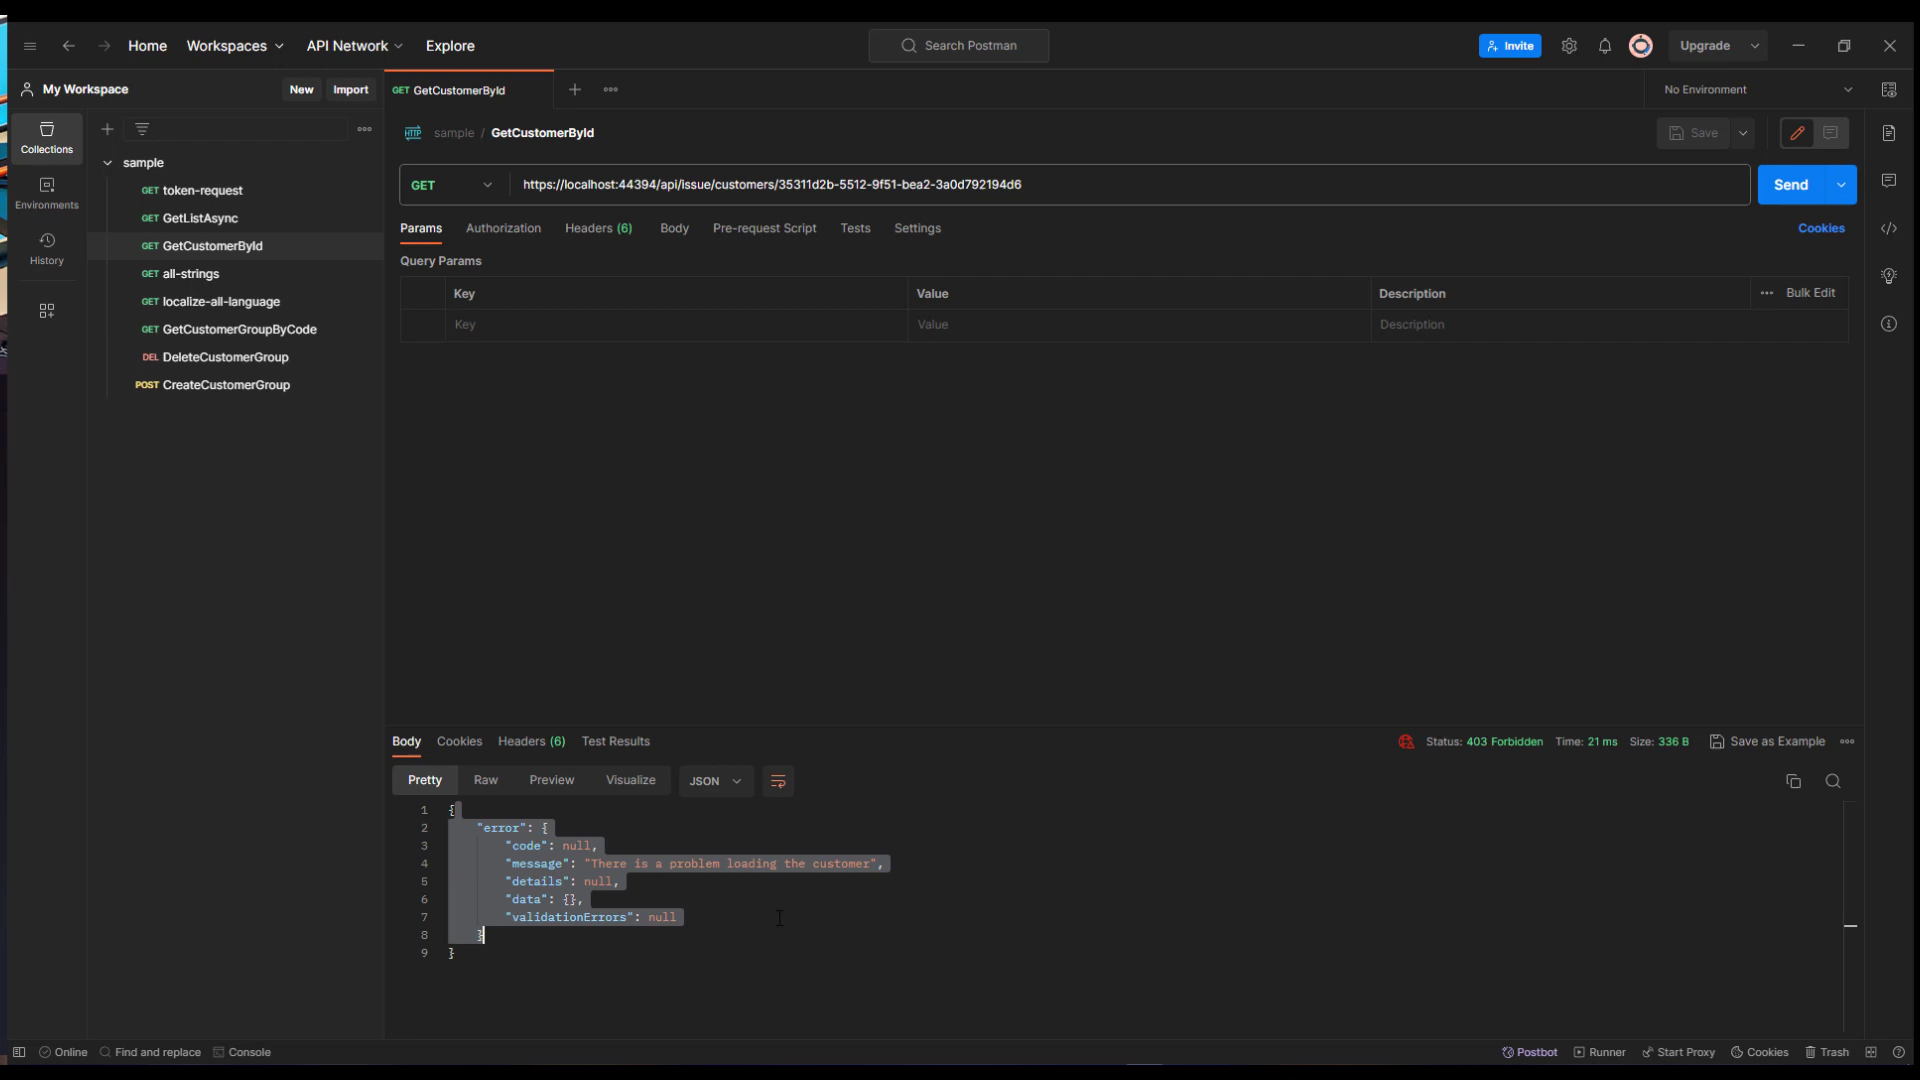 Home Workspaces API Network Explore Search Postman Invite Upgrade
My Workspace New Import GET GetCustomerById No Environment
Collections
Environments
History
sample
GET token-request
GET GetListAsync
GET GetCustomerById
GET all-strings
GET localize-all-language
GET GetCustomerGroupByCode
DEL DeleteCustomerGroup
POST CreateCustomerGroup
HTTP sample / GetCustomerById Save
GET https://localhost:44394/api/issue/customers/35311d2b-5512-9f51-bea2-3a0d792194d6 Send
Params Authorization Headers (6) Body Pre-request Script Tests Settings Cookies
Query Params
Key Value Description Bulk Edit
Key Value Description
Body Cookies Headers (6) Test Results Status: 403 Forbidden Time: 21 ms Size: 336 B Save as Example
Pretty Raw Preview Visualize JSON
1 {
2 "error": {
3 "code": null,
4 "message": "There is a problem loading the customer",
5 "details": null,
6 "data": {},
7 "validationErrors": null
8 }
9 }
Online Find and replace Console Postbot Runner Start Proxy Cookies Trash